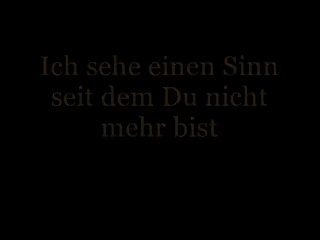 Ich sehe einen Sinn
seit dem Du nicht
mehr bist